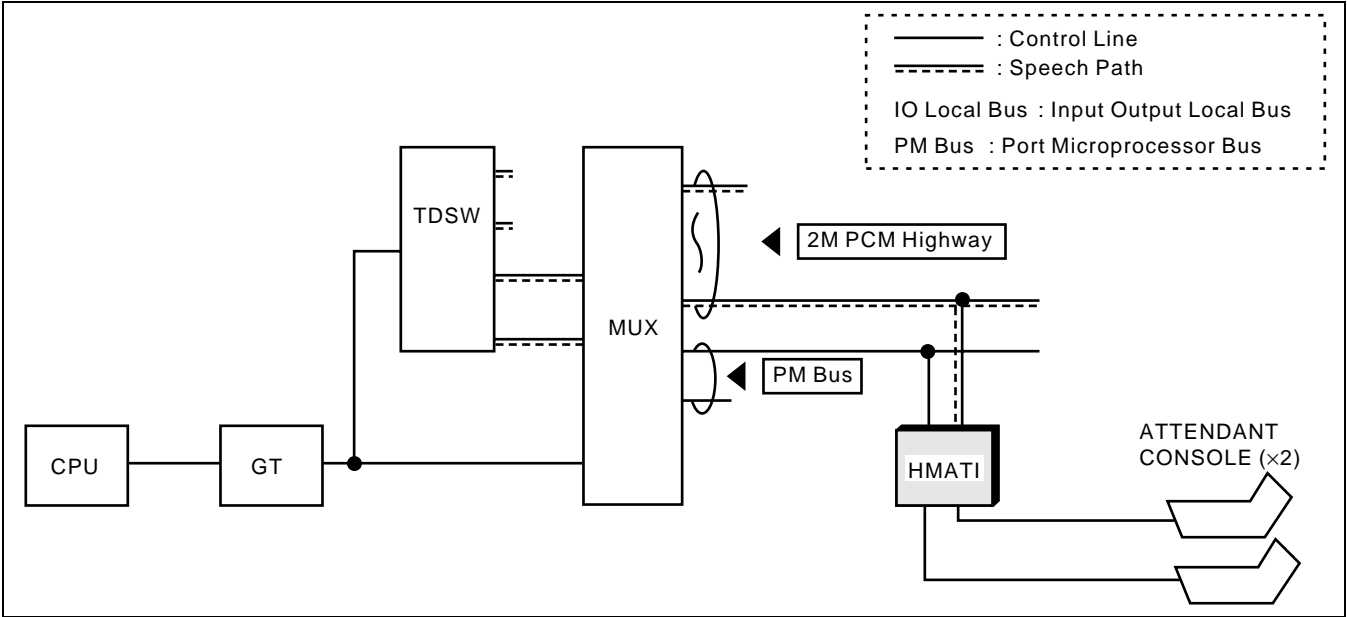 : Control Line
: Speech Path
IO Local Bus : Input Output Local Bus
PM Bus : Port Microprocessor Bus
TDSW
2M PCM Highway
MUX
PM Bus
CPU
GT
HMATI
ATTENDANT
CONSOLE (×2)